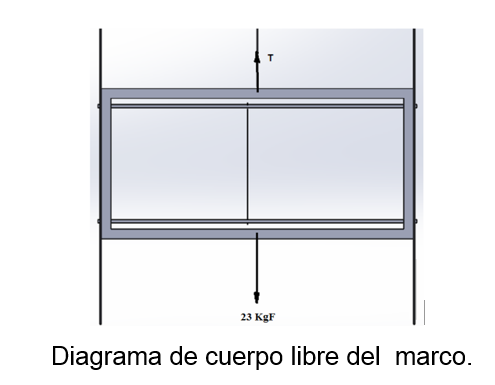 T
23 KgF
Diagrama de cuerpo libre del marco.